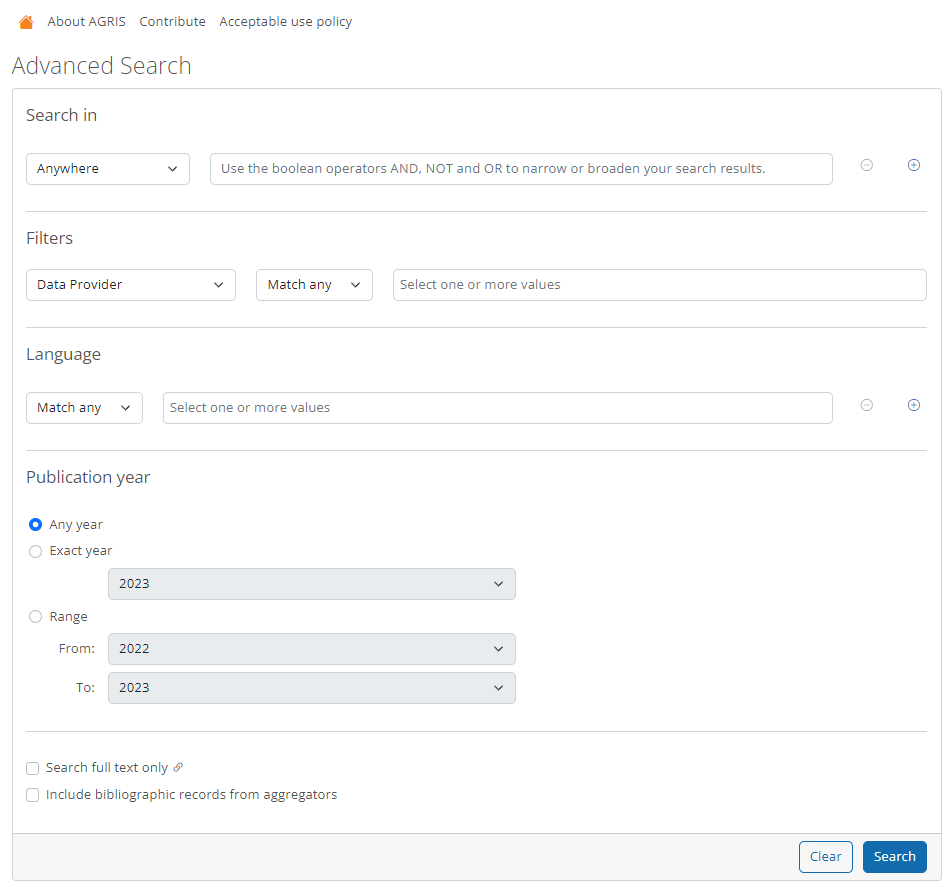 About AGRIS Contribute Acceptable use policy
Advanced Search
Search in
Anywhere Use the boolean operators AND, NOT and OR to narrow or broaden your search results.
Filters
Data Provider Match any Select one or more values
Language
Match any Select one or more values
Publication year
Any year
Exact year
2023
Range
From: 2022
To: 2023
Search full text only
Include bibliographic records from aggregators
Clear Search